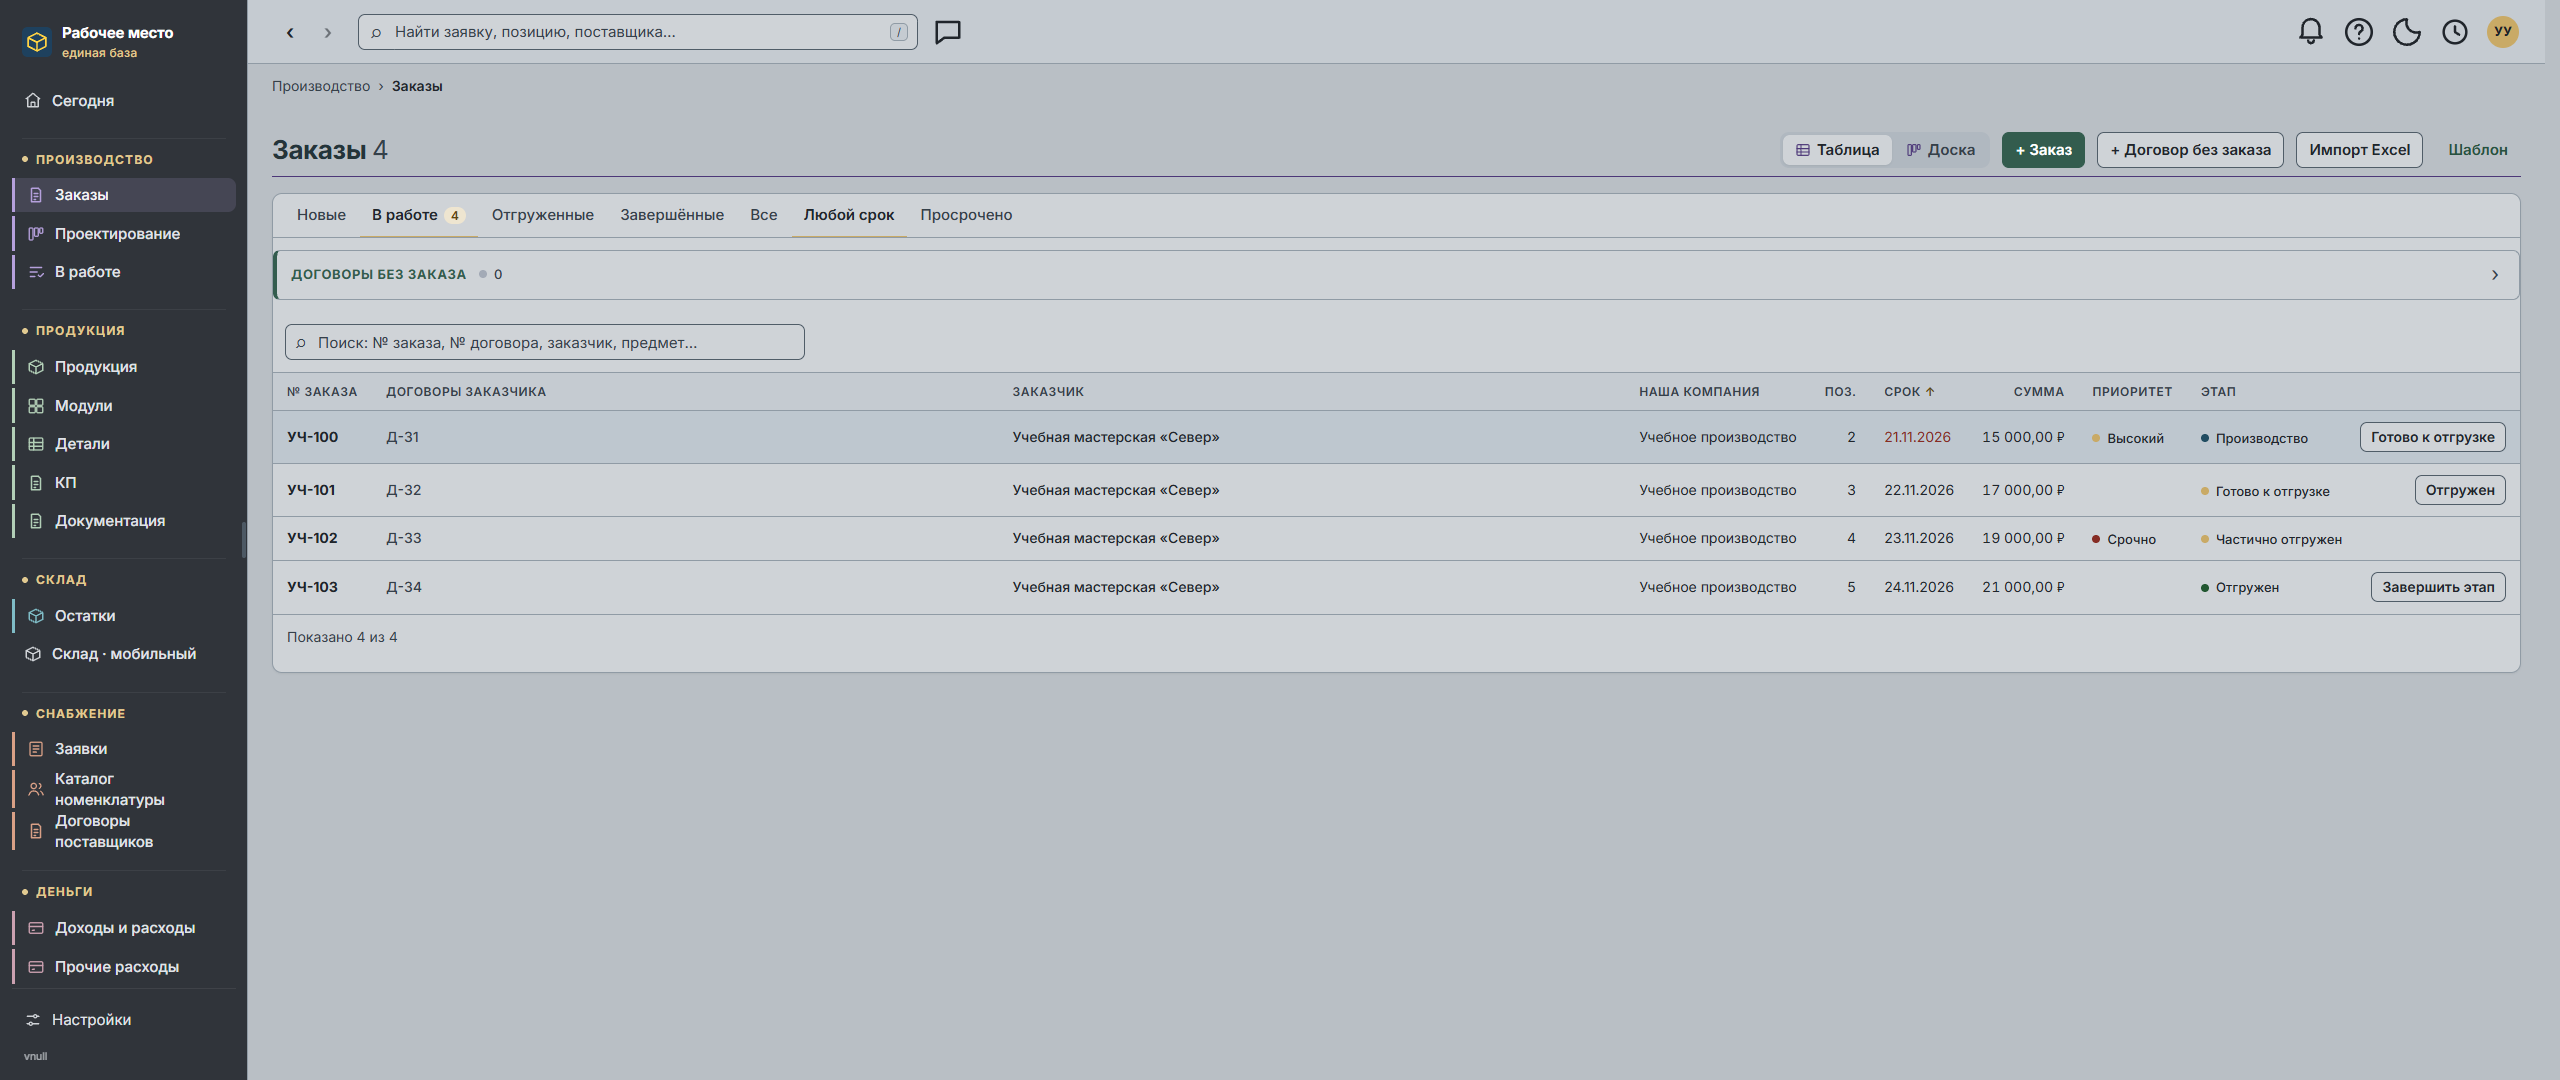 Рабочее место
единая база
Сегодня
ПРОИЗВОДСТВО
Заказы
Проектирование
В работе
ПРОДУКЦИЯ
Продукция
Модули
Детали
КП
Документация
СКЛАД
Остатки
Склад · мобильный
СНАБЖЕНИЕ
Заявки
Каталог
номенклатуры
Договоры
поставщиков
ДЕНЬГИ
Доходы и расходы
Прочие расходы
Настройки
vnull
Найти заявку, позицию, поставщика... /
УУ
Производство › Заказы
Заказы 4
Таблица Доска + Заказ + Договор без заказа Импорт Excel Шаблон
Новые В работе 4 Отгруженные Завершённые Все Любой срок Просрочено
ДОГОВОРЫ БЕЗ ЗАКАЗА 0
Поиск: № заказа, № договора, заказчик, предмет...
№ ЗАКАЗА ДОГОВОРЫ ЗАКАЗЧИКА ЗАКАЗЧИК НАША КОМПАНИЯ ПОЗ. СРОК ↑ СУММА ПРИОРИТЕТ ЭТАП
УЧ-100 Д-31 Учебная мастерская «Север» Учебное производство 2 21.11.2026 15 000,00 ₽ Высокий Производство Готово к отгрузке
УЧ-101 Д-32 Учебная мастерская «Север» Учебное производство 3 22.11.2026 17 000,00 ₽ Готово к отгрузке Отгружен
УЧ-102 Д-33 Учебная мастерская «Север» Учебное производство 4 23.11.2026 19 000,00 ₽ Срочно Частично отгружен
УЧ-103 Д-34 Учебная мастерская «Север» Учебное производство 5 24.11.2026 21 000,00 ₽ Отгружен Завершить этап
Показано 4 из 4